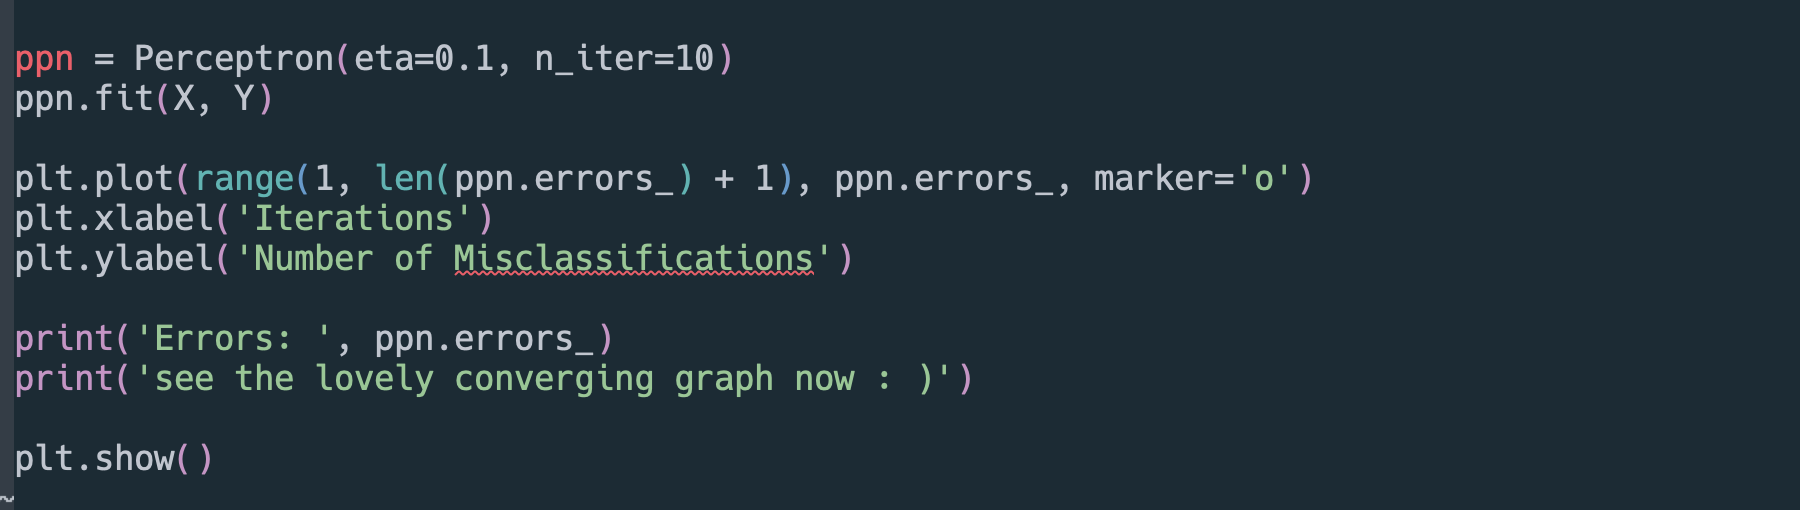 ppn = Perceptron(eta=0.1, n_iter=10)
ppn.fit(X, Y)
plt.plot(range(1, len(ppn.errors_) + 1), ppn.errors_, marker='o')
plt.xlabel('Iterations')
plt.ylabel('Number of Misclassifications')
print('Errors: ', ppn.errors_)
print('see the lovely converging graph now : )')
plt.show()
~